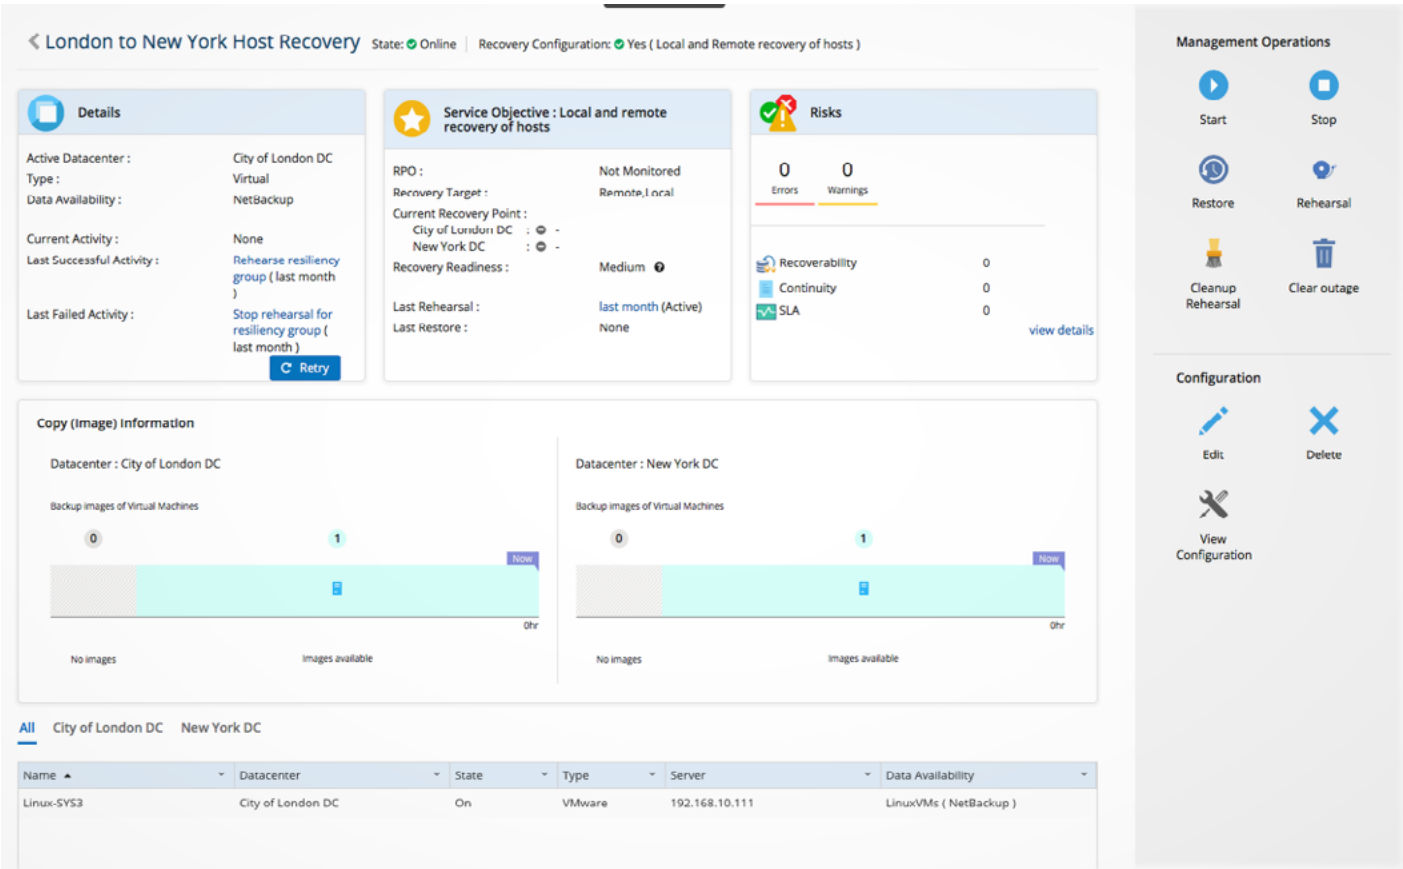 London to New York Host Recovery State: Online Recovery Configuration: Yes ( Local and Remote recovery of hosts )
Details
Active Datacenter : City of London DC
Type : Virtual
Data Availability : NetBackup
Current Activity : None
Last Successful Activity : Rehearse resiliency
group ( last month
)
Last Failed Activity : Stop rehearsal for
resiliency group (
last month )
Retry
Service Objective : Local and remote
recovery of hosts
RPO : Not Monitored
Recovery Target : Remote,Local
Current Recovery Point :
City of London DC : -
New York DC : -
Recovery Readiness : Medium ?
Last Rehearsal : last month (Active)
Last Restore : None
Risks
0 0
Errors Warnings
Recoverability 0
Continuity 0
SLA 0
view details
Copy (Image) Information
Datacenter : City of London DC
Backup images of Virtual Machines
0 1
Now
0hr
No images Images available
Datacenter : New York DC
Backup images of Virtual Machines
0 1
Now
0hr
No images Images available
All City of London DC New York DC
Name Datacenter State Type Server Data Availability
Linux-SYS3 City of London DC On VMware 192.168.10.111 LinuxVMs ( NetBackup )
Management Operations
Start Stop
Restore Rehearsal
Cleanup
Rehearsal
Clear outage
Configuration
Edit Delete
View
Configuration